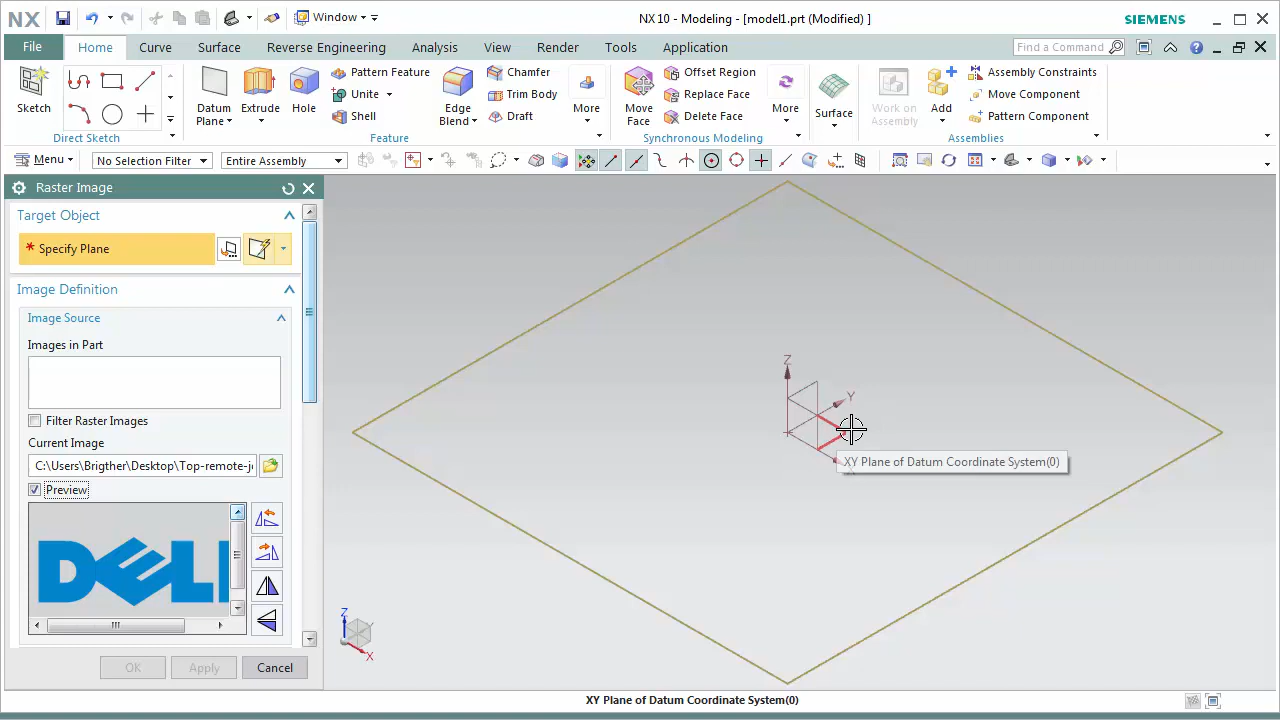 NX
Window
NX 10 - Modeling - [model1.prt (Modified) ]
SIEMENS
File
Home
Curve
Surface
Reverse Engineering
Analysis
View
Render
Tools
Application
Find a Command
Sketch
Direct Sketch
Datum
Plane
Extrude
Hole
Pattern Feature
Unite
Shell
Edge
Blend
Chamfer
Trim Body
Draft
More
Feature
Move
Face
Offset Region
Replace Face
Delete Face
More
Synchronous Modeling
Surface
Work on
Assembly
Add
Assembly Constraints
Move Component
Pattern Component
Assemblies
Menu
No Selection Filter
Entire Assembly
Raster Image
Target Object
* Specify Plane
Image Definition
Image Source
Images in Part
Filter Raster Images
Current Image
C:\Users\Brigther\Desktop\Top-remote-j
Preview
DELL
OK
Apply
Cancel
Z
Y
XY Plane of Datum Coordinate System(0)
Z
X
XY Plane of Datum Coordinate System(0)